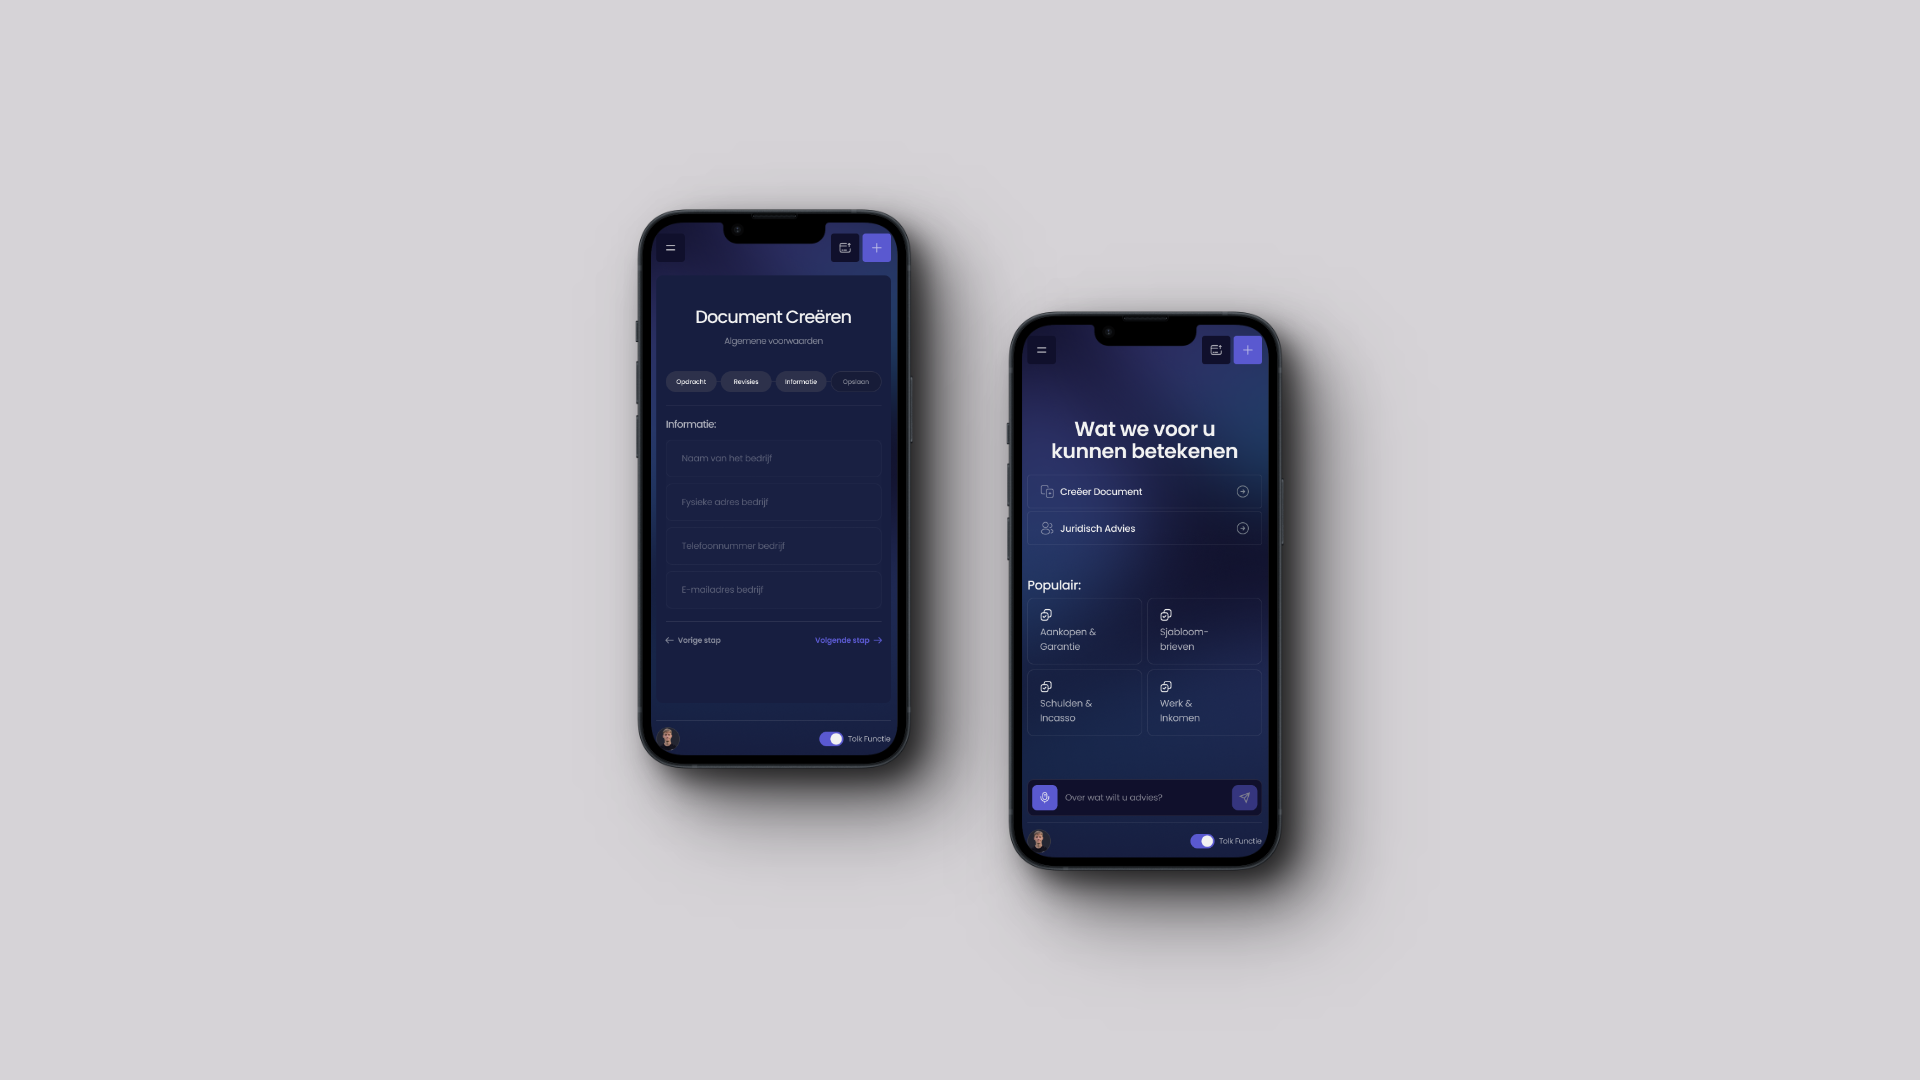 Document Creëren
Algemene voorwaarden
Opdracht Revisies Informatie Opslaan
Informatie:
Naam van het bedrijf
Fysieke adres bedrijf
Telefoonnummer bedrijf
E-mailadres bedrijf
Vorige stap Volgende stap
Tolk Functie
Wat we voor u
kunnen betekenen
Creëer Document
Juridisch Advies
Populair:
Aankopen &
Garantie
Sjabloom-
brieven
Schulden &
Incasso
Werk &
Inkomen
Over wat wilt u advies?
Tolk Functie